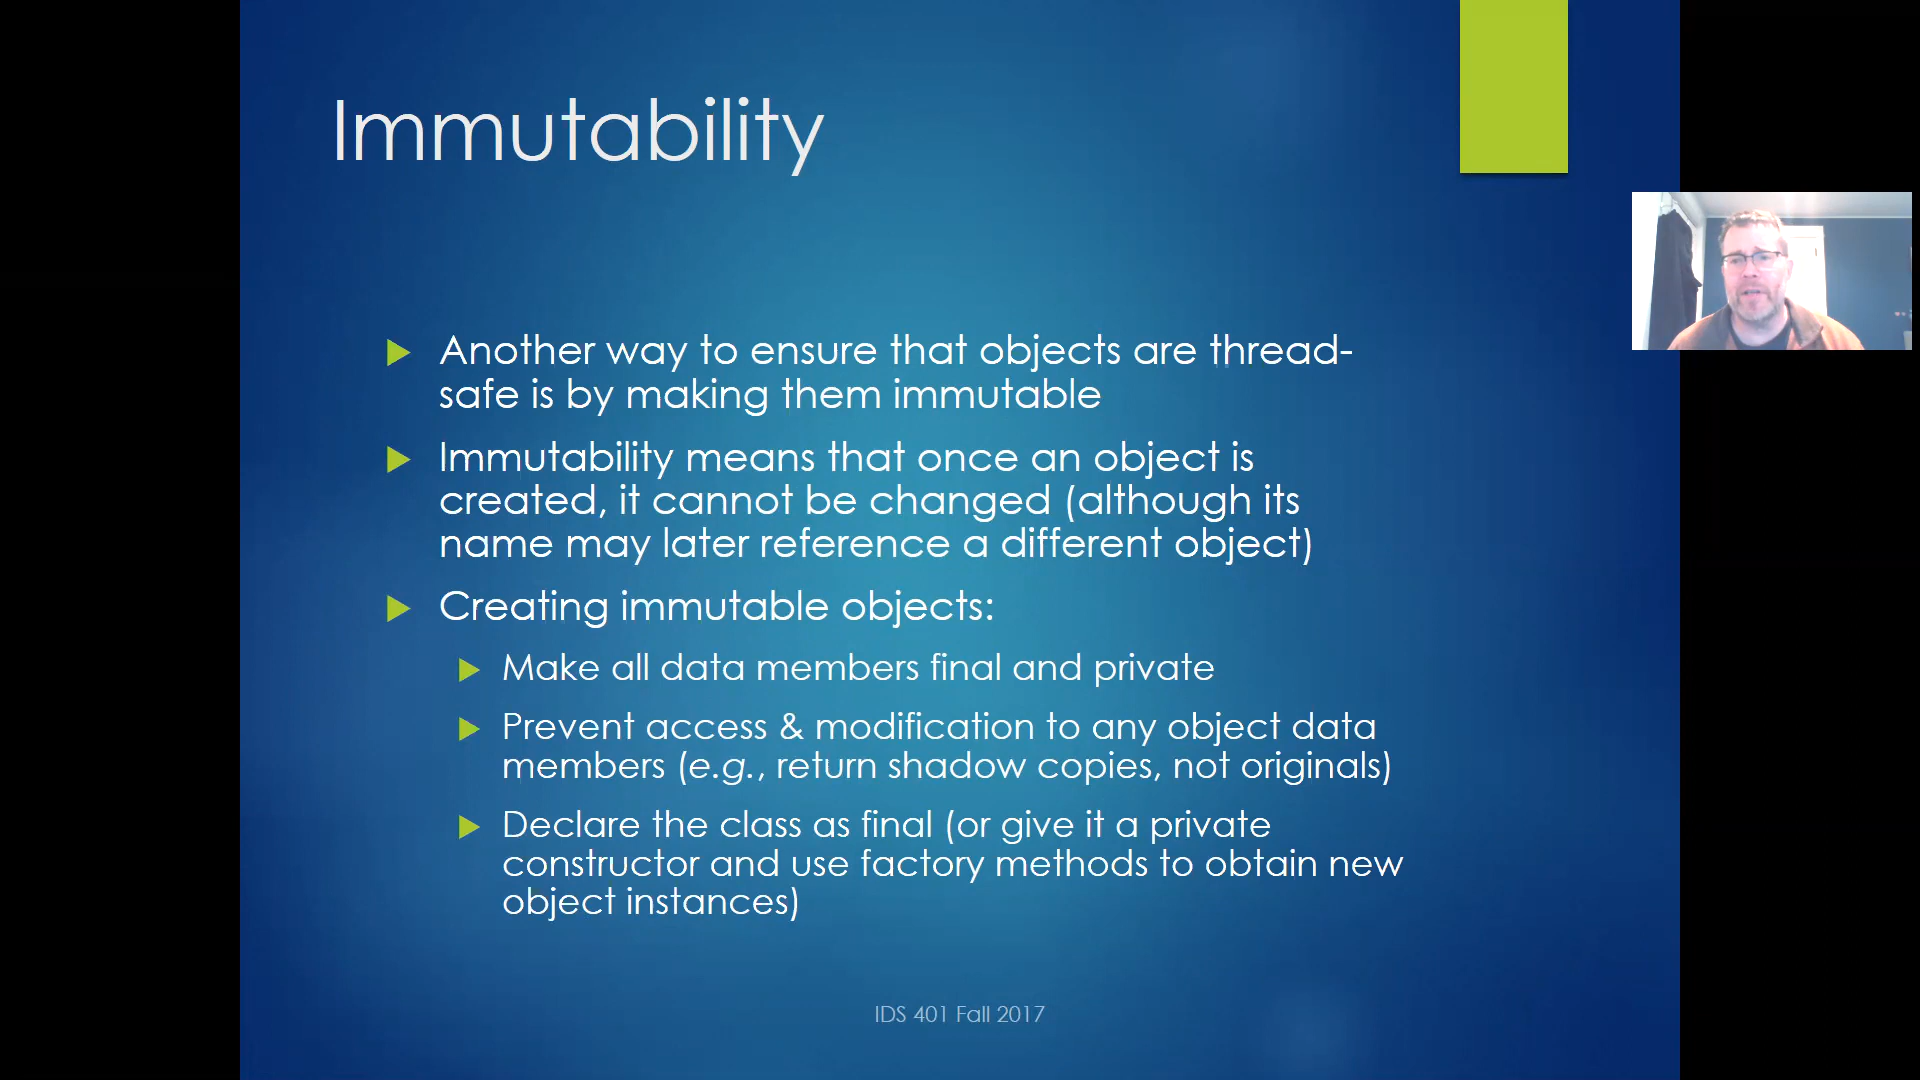 Immutability
Another way to ensure that objects are thread-
safe is by making them immutable
Immutability means that once an object is
created, it cannot be changed (although its
name may later reference a different object)
Creating immutable objects:
Make all data members final and private
Prevent access & modification to any object data
members (e.g., return shadow copies, not originals)
Declare the class as final (or give it a private
constructor and use factory methods to obtain new
object instances)
IDS 401 Fall 2017